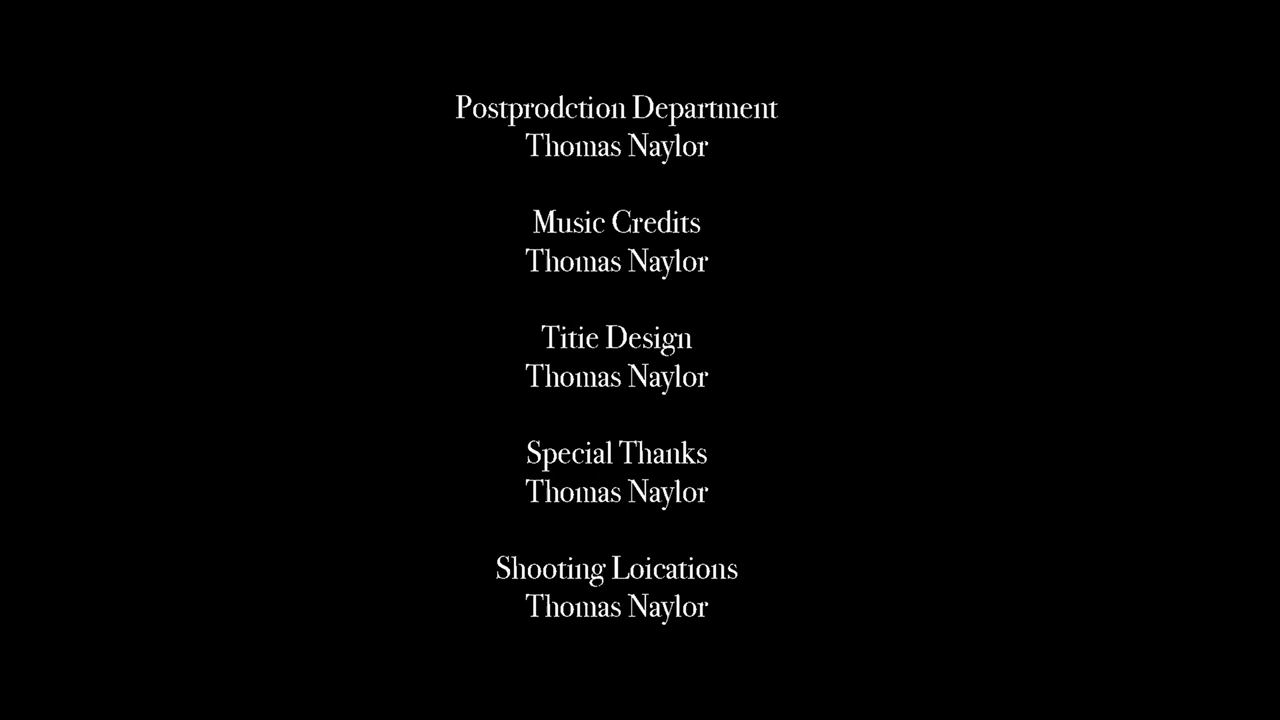 Postprodction Department
Thomas Naylor
Music Credits
Thomas Naylor
Titie Design
Thomas Naylor
Special Thanks
Thomas Naylor
Shooting Loications
Thomas Naylor